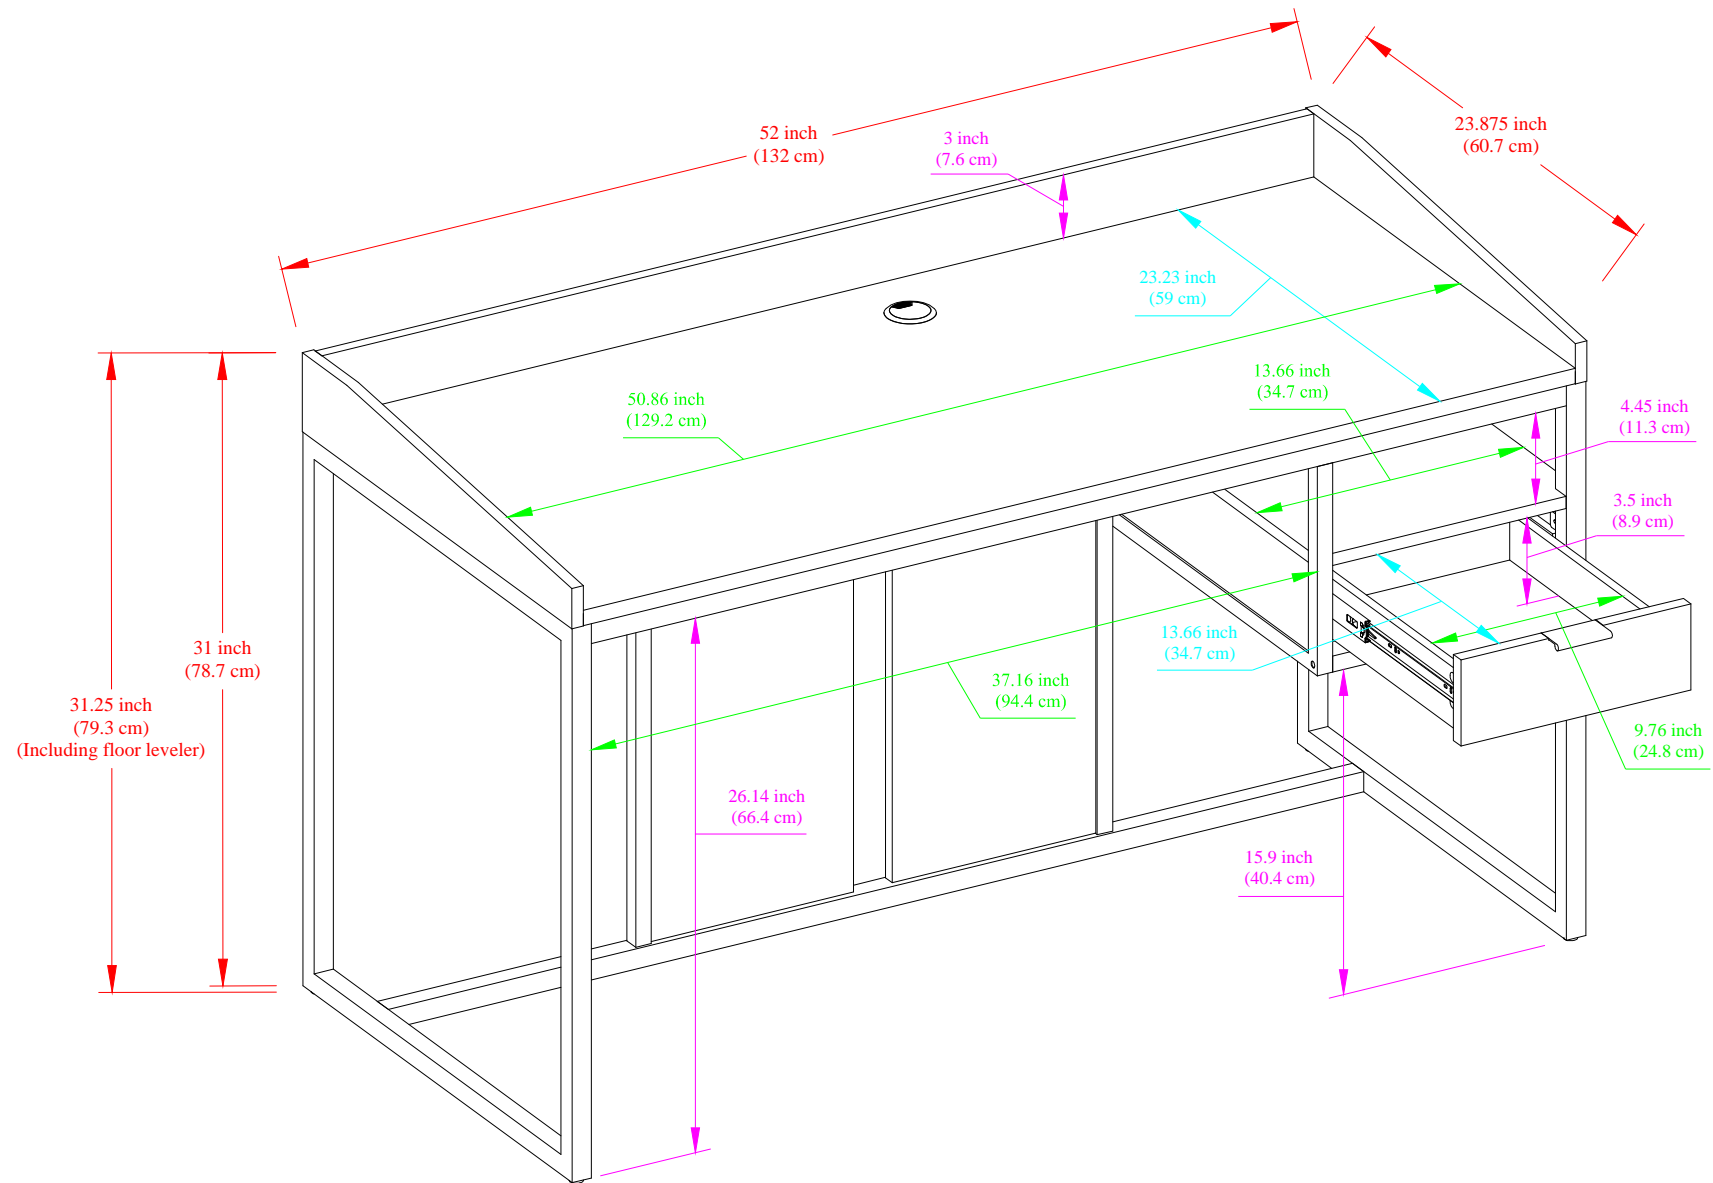 52 inch
(132 cm)
3 inch
(7.6 cm)
23.875 inch
(60.7 cm)
23.23 inch
(59 cm)
50.86 inch
(129.2 cm)
13.66 inch
(34.7 cm)
4.45 inch
(11.3 cm)
3.5 inch
(8.9 cm)
31 inch
(78.7 cm)
31.25 inch
(79.3 cm)
(Including floor leveler)
13.66 inch
(34.7 cm)
37.16 inch
(94.4 cm)
9.76 inch
(24.8 cm)
26.14 inch
(66.4 cm)
15.9 inch
(40.4 cm)